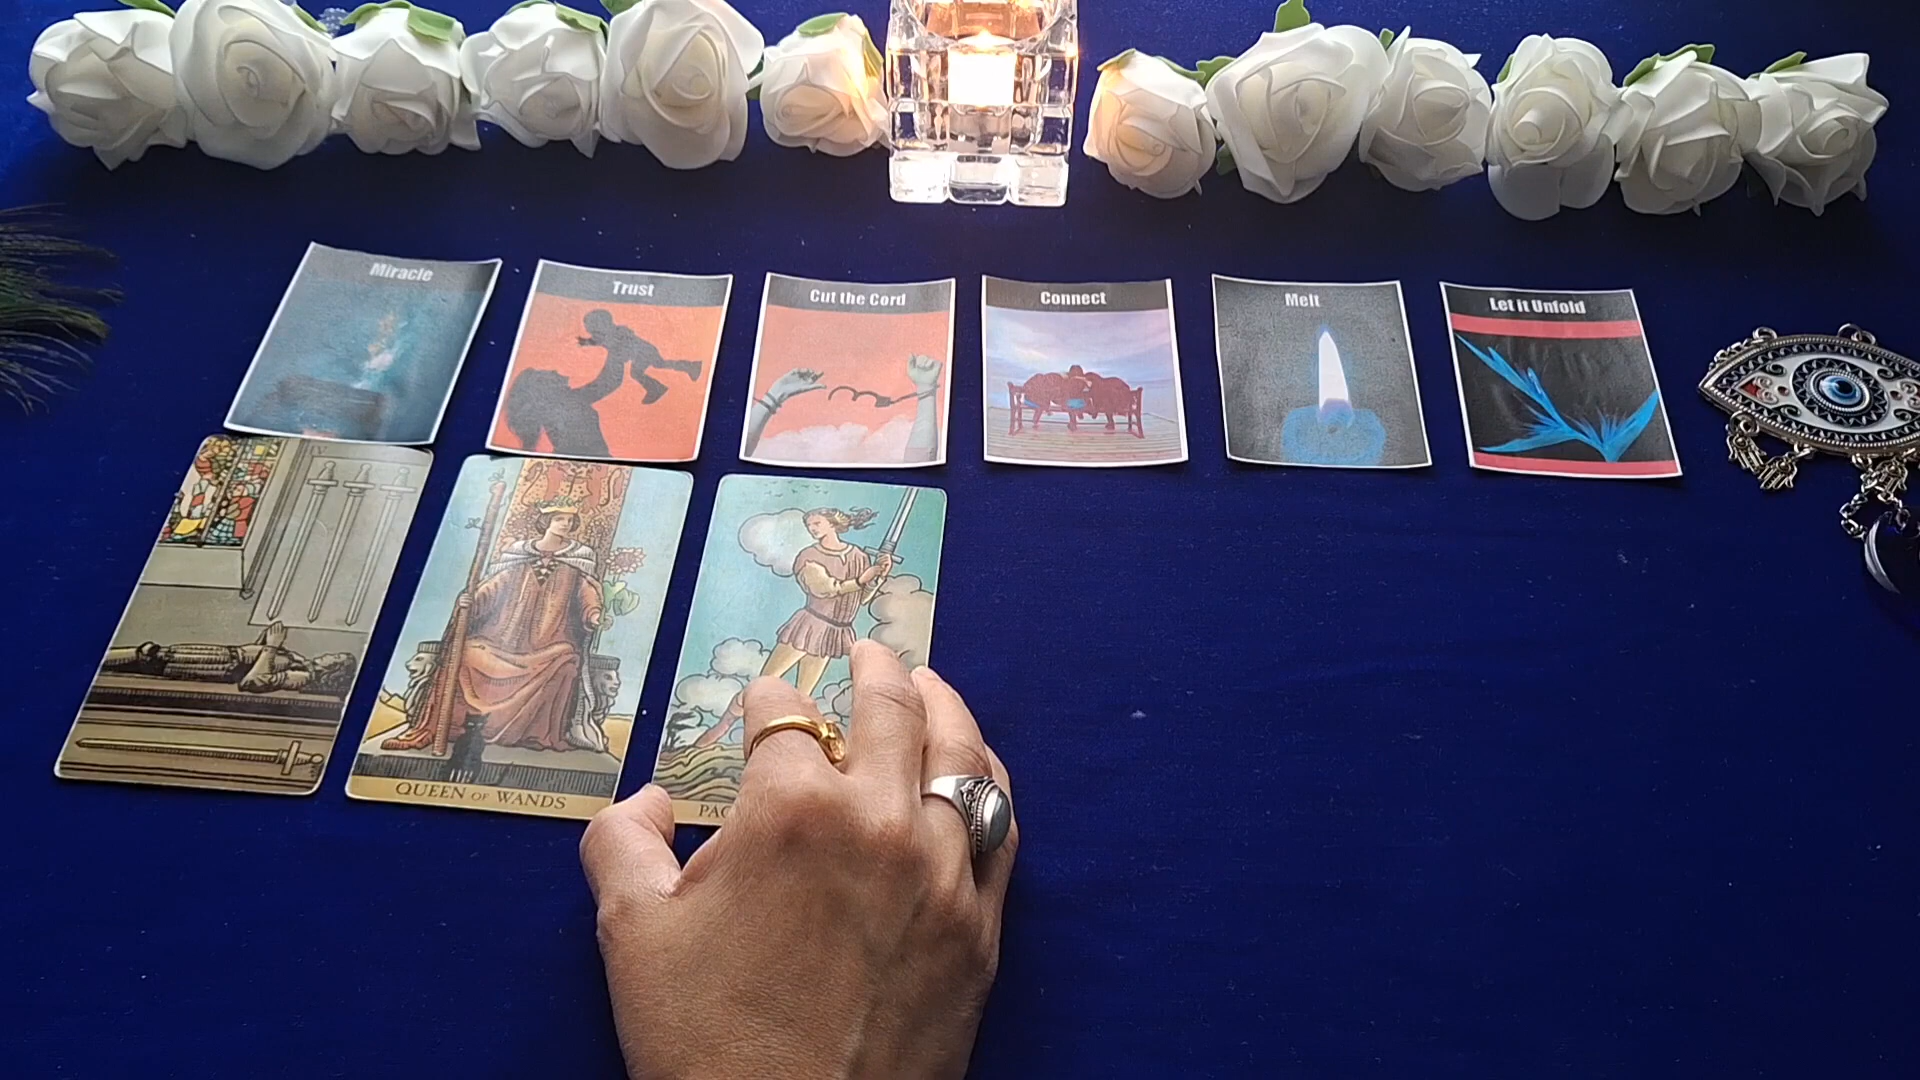 Miracle
Trust
Cut the Cord
Connect
Melt
Let it Unfold
IV
QUEEN OF WANDS